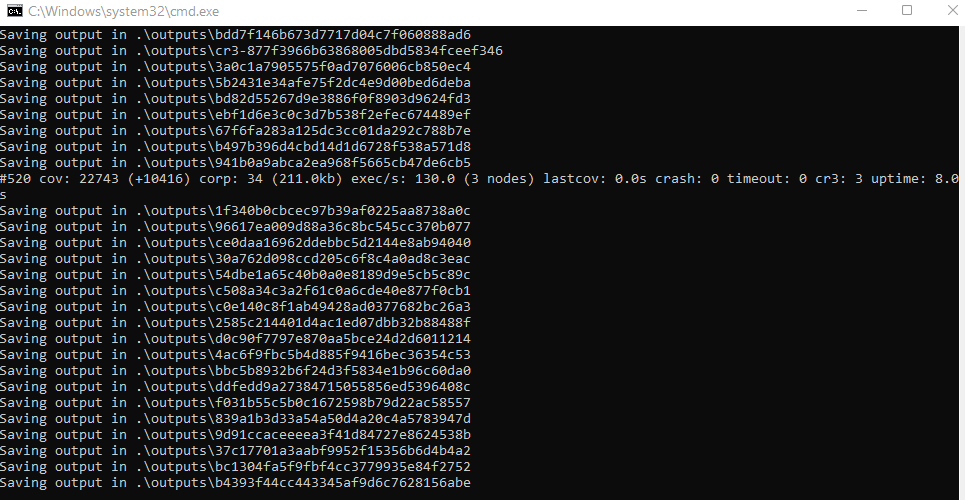 C:\Windows\system32\cmd.exe
Saving output in .\outputs\bdd7f146b673d7717d04c7f060888ad6
Saving output in .\outputs\cr3-877f3966b63868005dbd5834fceef346
Saving output in .\outputs\3a0c1a7905575f0ad7076006cb850ec4
Saving output in .\outputs\5b2431e34afe75f2dc4e9d00bed6deba
Saving output in .\outputs\bd82d55267d9e3886f0f8903d9624fd3
Saving output in .\outputs\ebf1d6e3c0c3d7b538f2efec674489ef
Saving output in .\outputs\67f6fa283a125dc3cc01da292c788b7e
Saving output in .\outputs\b497b396d4cbd14d1d6728f538a571d8
Saving output in .\outputs\941b0a9abca2ea968f5665cb47de6cb5
#520 cov: 22743 (+10416) corp: 34 (211.0kb) exec/s: 130.0 (3 nodes) lastcov: 0.0s crash: 0 timeout: 0 cr3: 3 uptime: 8.0
s
Saving output in .\outputs\1f340b0cbcec97b39af0225aa8738a0c
Saving output in .\outputs\96617ea009d88a36c8bc545cc370b077
Saving output in .\outputs\ce0daa16962ddebbc5d2144e8ab94040
Saving output in .\outputs\30a762d098ccd205c6f8c4a0ad8c3eac
Saving output in .\outputs\54dbe1a65c40b0a0e8189d9e5cb5c89c
Saving output in .\outputs\c508a34c3a2f61c0a6cde40e877f0cb1
Saving output in .\outputs\c0e140c8f1ab49428ad0377682bc26a3
Saving output in .\outputs\2585c214401d4ac1ed07dbb32b88488f
Saving output in .\outputs\d0c90f7797e870aa5bce24d2d6011214
Saving output in .\outputs\4ac6f9fbc5b4d885f9416bec36354c53
Saving output in .\outputs\bbc5b8932b6f24d3f5834e1b96c60da0
Saving output in .\outputs\ddfedd9a27384715055856ed5396408c
Saving output in .\outputs\f031b55c5b0c1672598b79d22ac58557
Saving output in .\outputs\839a1b3d33a54a50d4a20c4a5783947d
Saving output in .\outputs\9d91ccaceeeea3f41d84727e8624538b
Saving output in .\outputs\37c17701a3aabf9952f15356b6d4b4a2
Saving output in .\outputs\bc1304fa5f9fbf4cc3779935e84f2752
Saving output in .\outputs\b4393f44cc443345af9d6c7628156abe